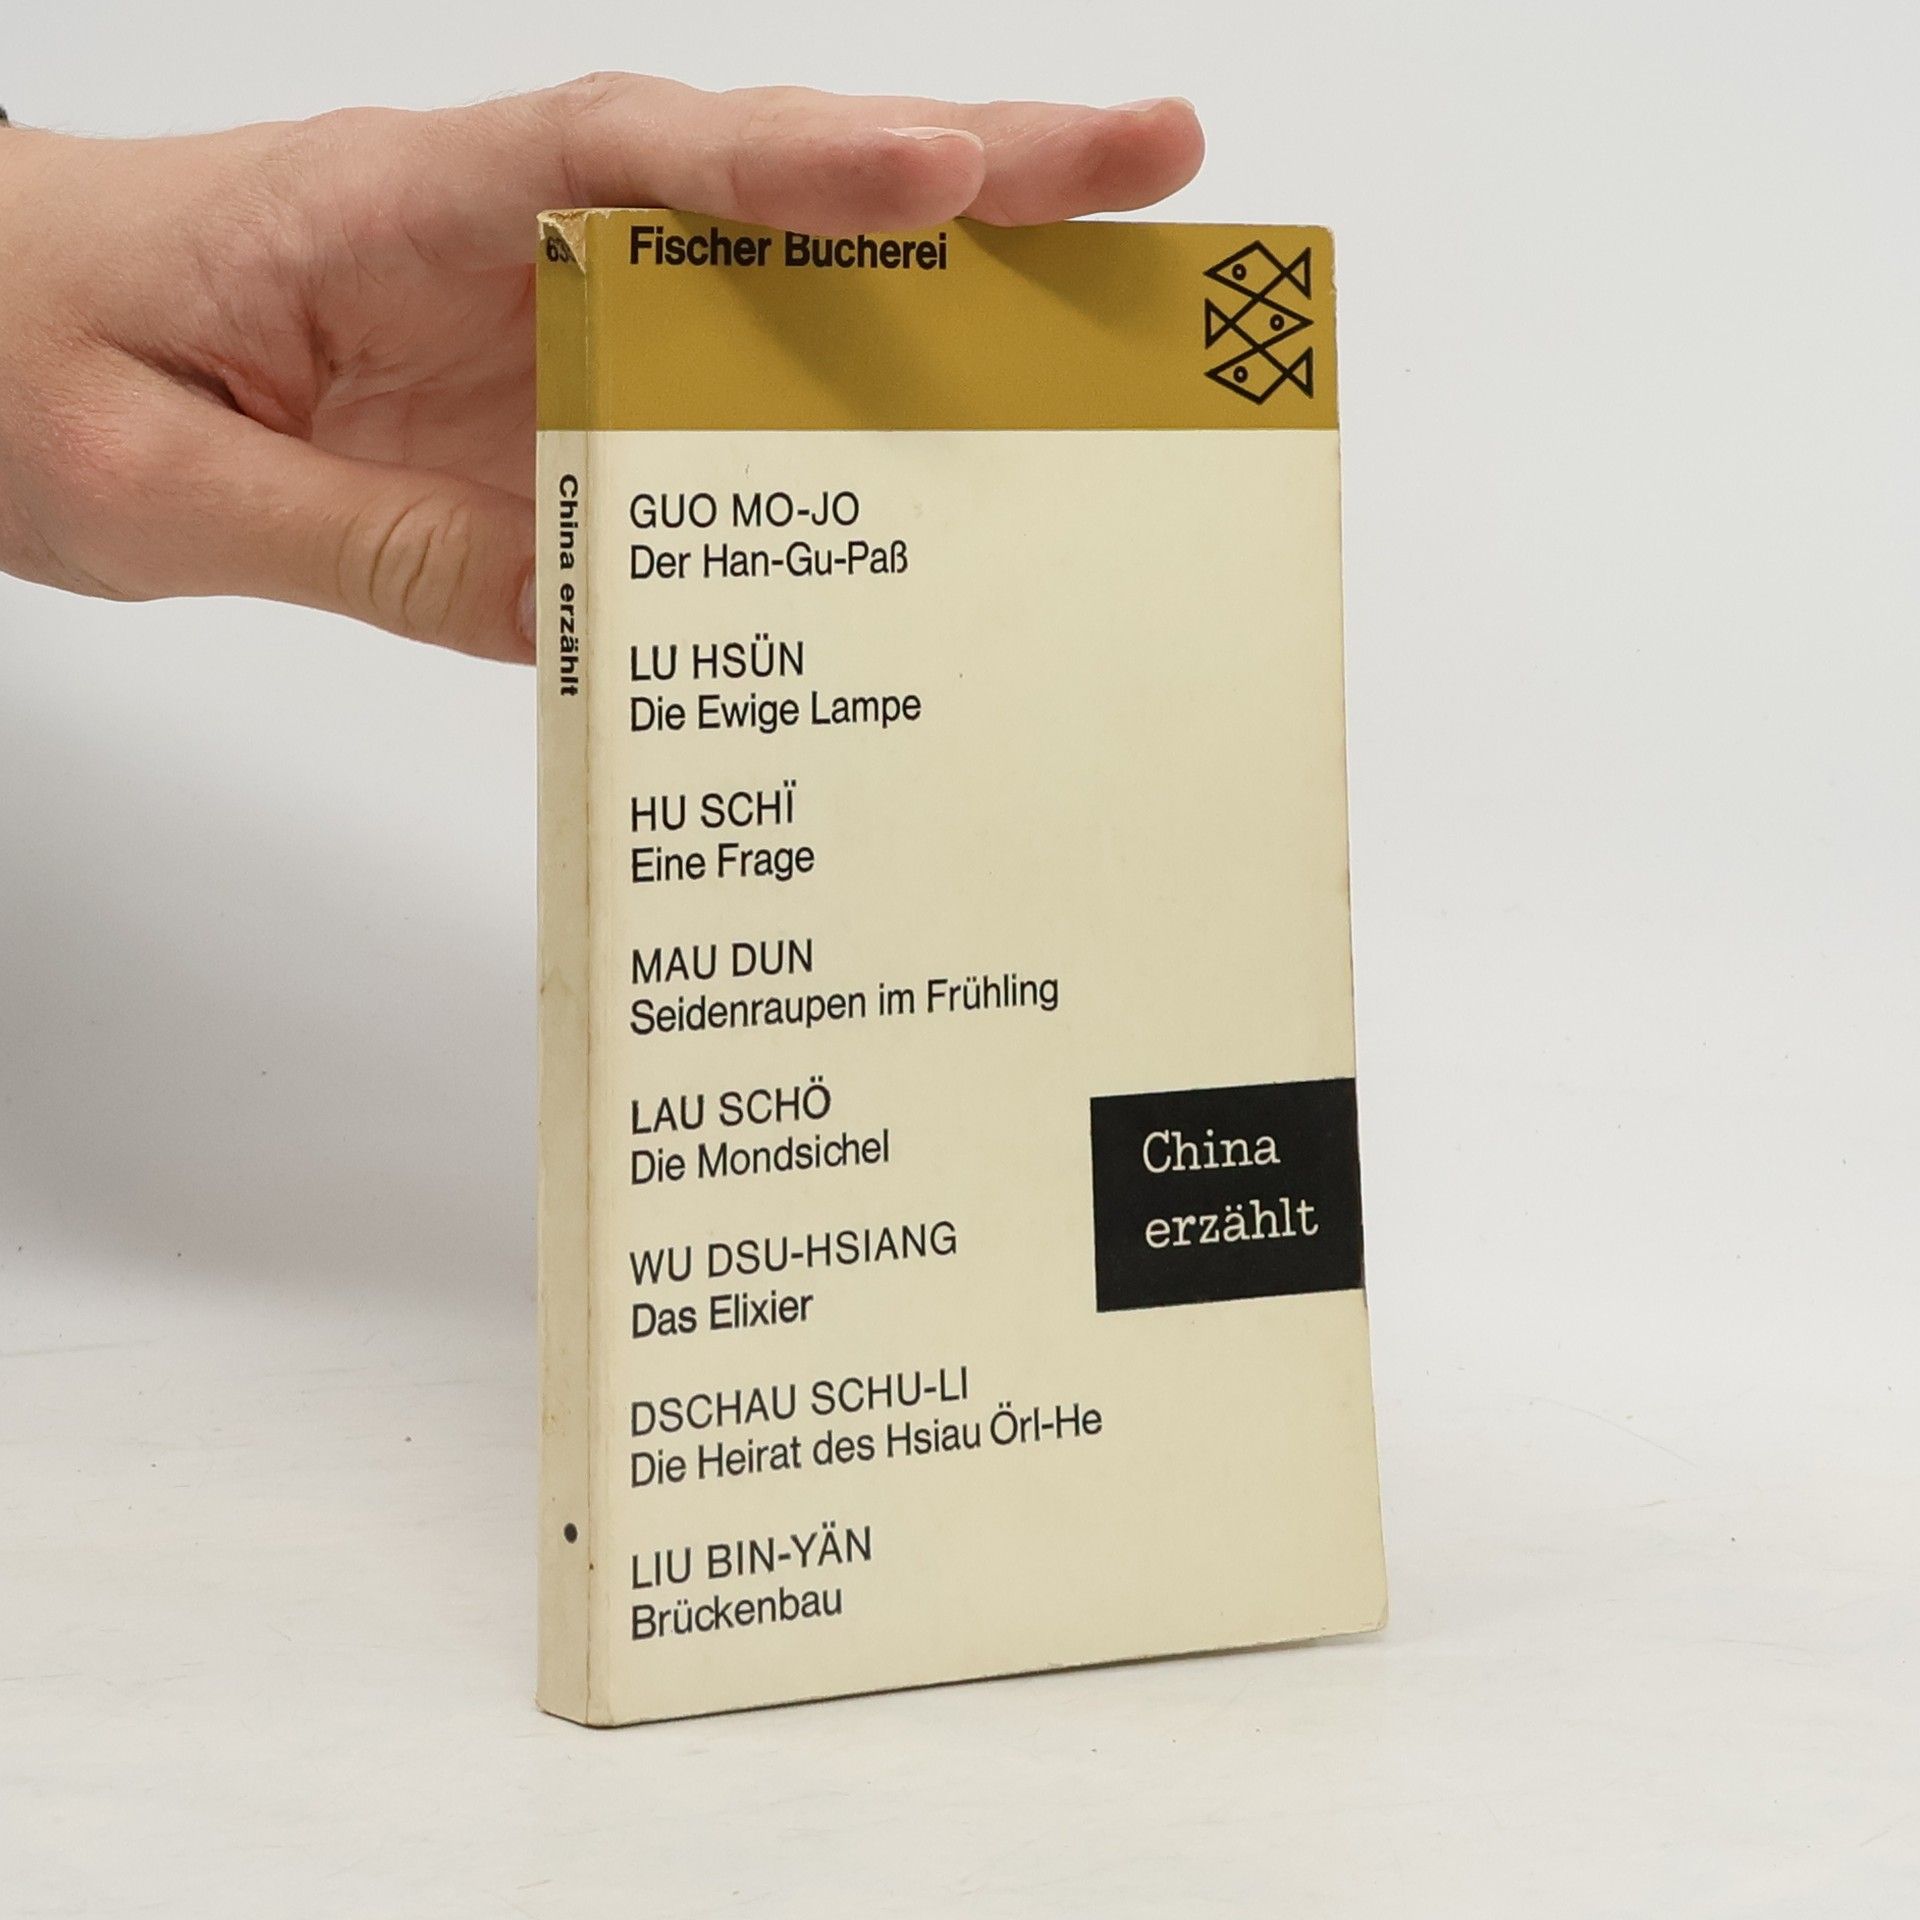 Fischer Bücherei
GUO MO-JO
Der Han-Gu-Paß
LU HSÜN
Die Ewige Lampe
HU SCHÏ
Eine Frage
MAU DUN
Seidenraupen im Frühling
LAU SCHÖ
Die Mondsichel
WU DSU-HSIANG
Das Elixier
DSCHAU SCHU-LI
Die Heirat des Hsiau Örl-He
LIU BIN-YÄN
Brückenbau
China
erzählt
China erzählt